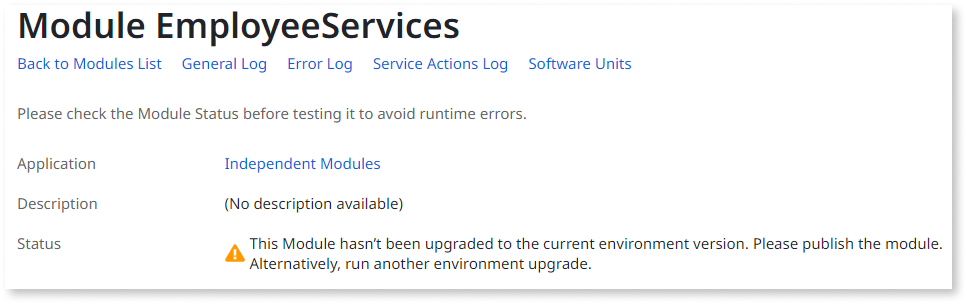 Module EmployeeServices
Back to Modules List General Log Error Log Service Actions Log Software Units
Please check the Module Status before testing it to avoid runtime errors.
Application Independent Modules
Description (No description available)
Status This Module hasn’t been upgraded to the current environment version. Please publish the module.
Alternatively, run another environment upgrade.